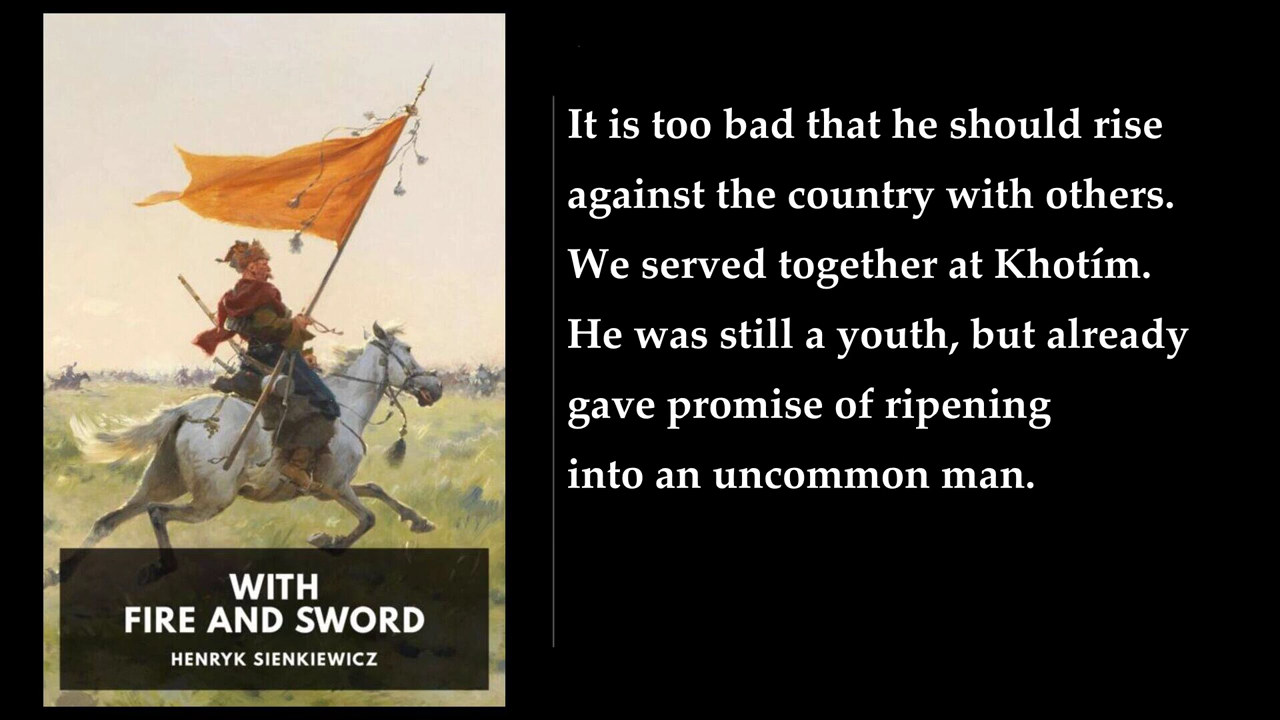 It is too bad that he should rise
against the country with others.
We served together at Khotím.
He was still a youth, but already
gave promise of ripening
into an uncommon man.
WITH
FIRE AND SWORD
HENRYK SIENKIEWICZ